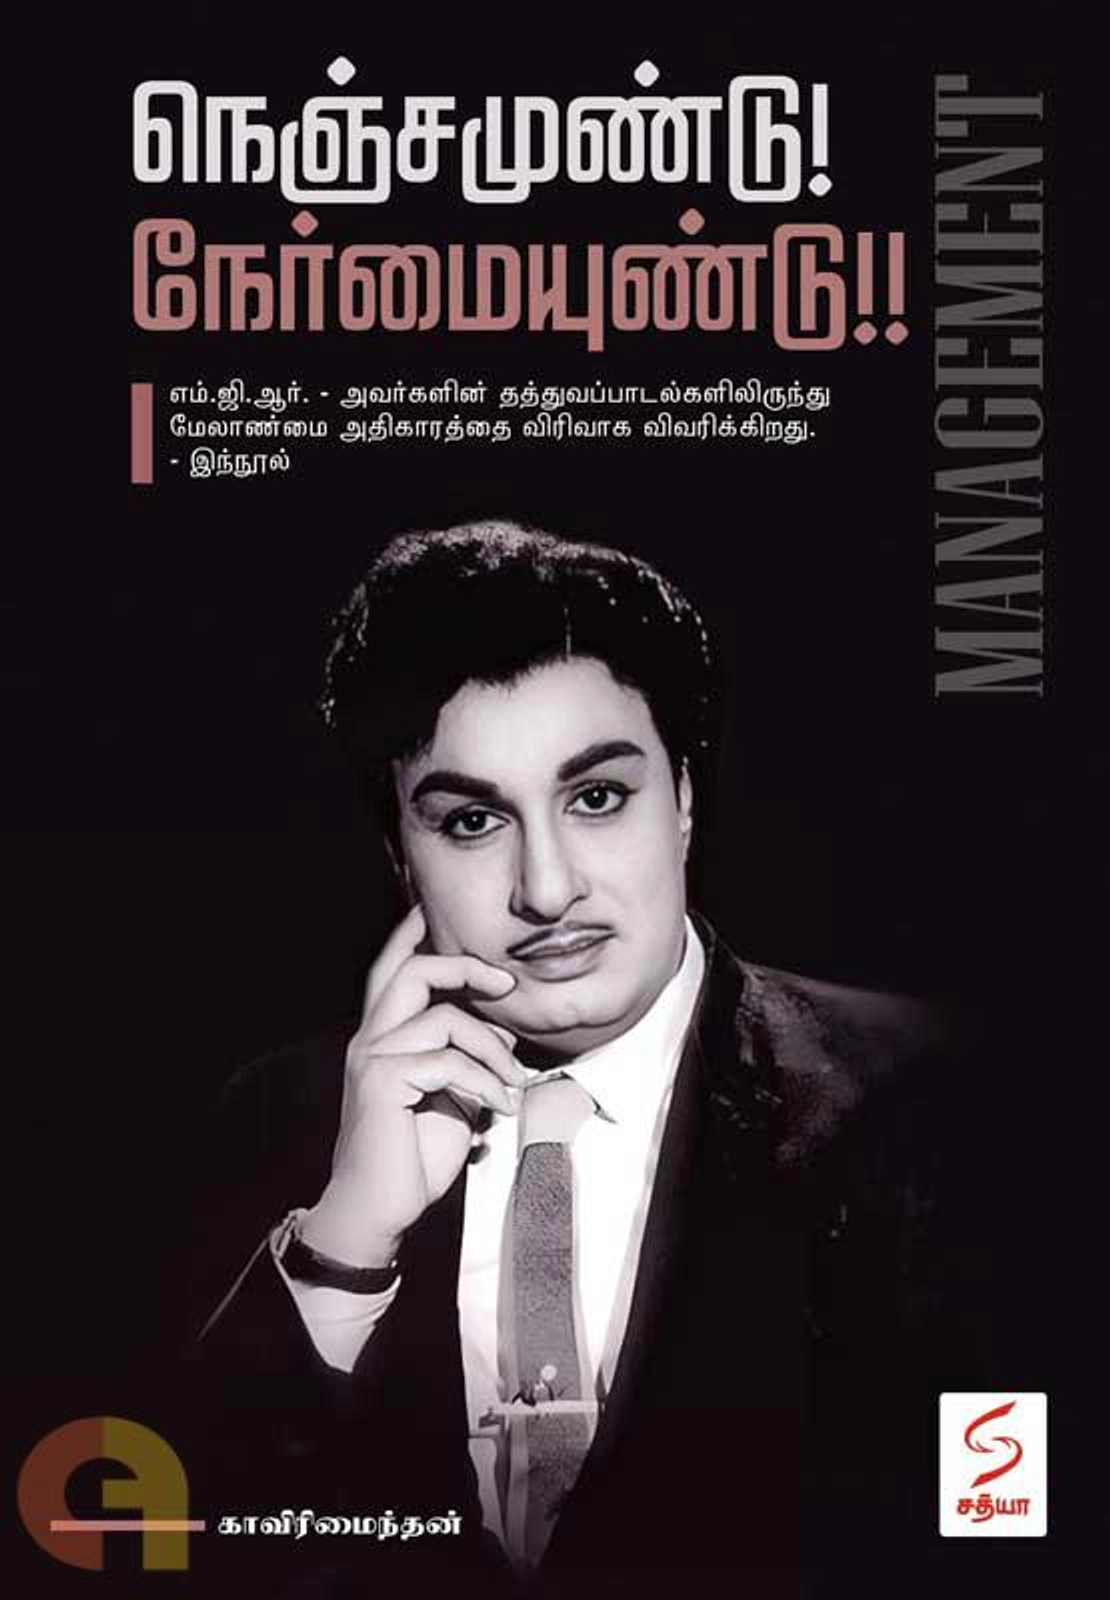 நெஞ்சமுண்டு!
நேர்மையுண்டு!!
எம்.ஜி.ஆர். - அவர்களின் தத்துவப்பாடல்களிலிருந்து
மேலாண்மை அதிகாரத்தை விரிவாக விவரிக்கிறது.
- இந்நூல்
MANAGEMENT
காவிரிமைந்தன்
சத்யா